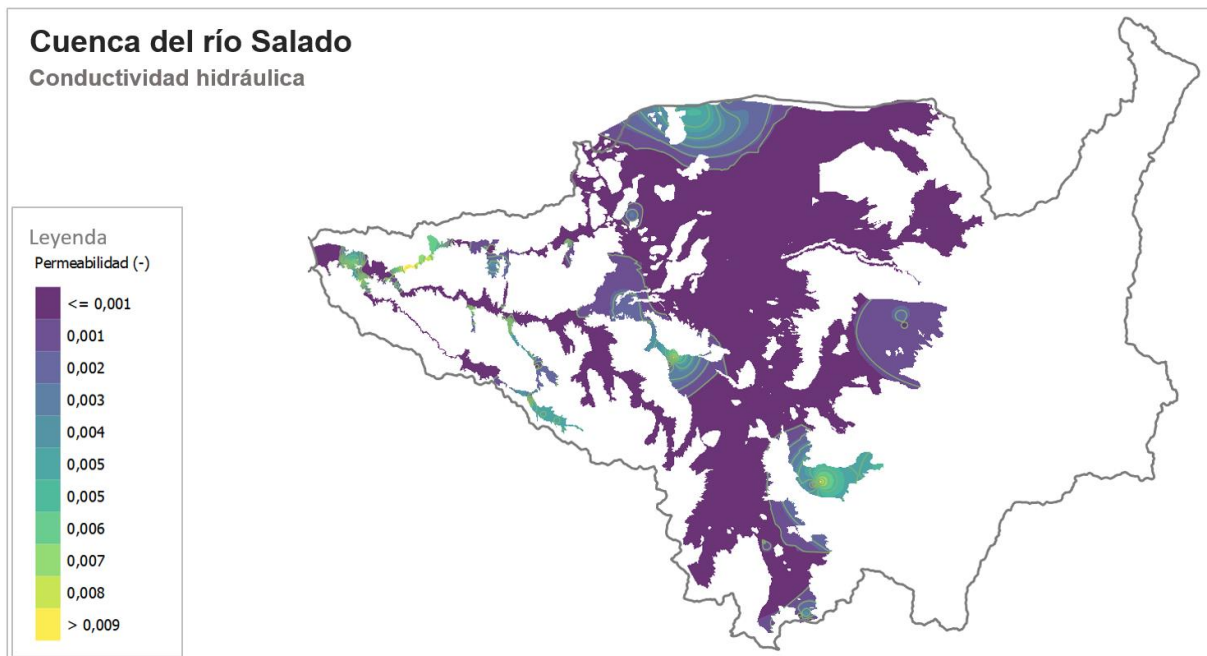 Cuenca del río Salado
Conductividad hidráulica
Leyenda
Permeabilidad (-)
<= 0,001
0,001
0,002
0,003
0,004
0,005
0,005
0,006
0,007
0,008
> 0,009